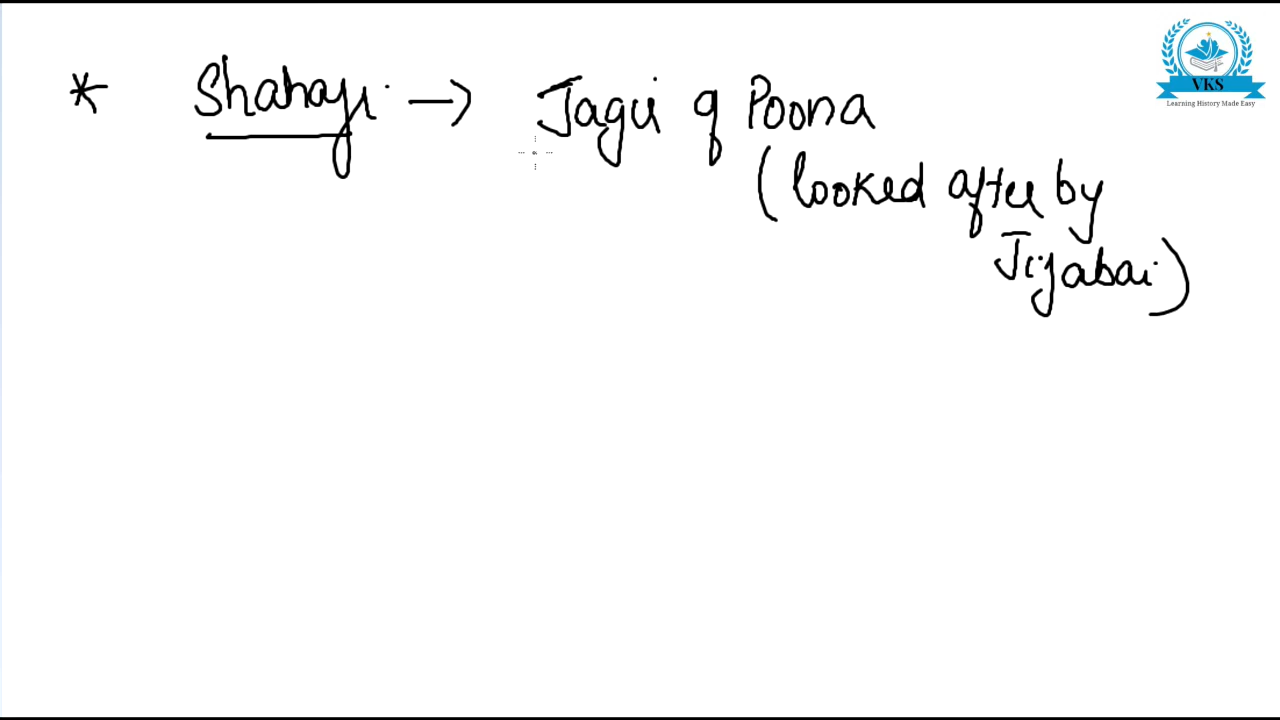 * Shahaji → Jagir of Poona
(looked after by
Jijabai)
VKS
Learning History Made Easy